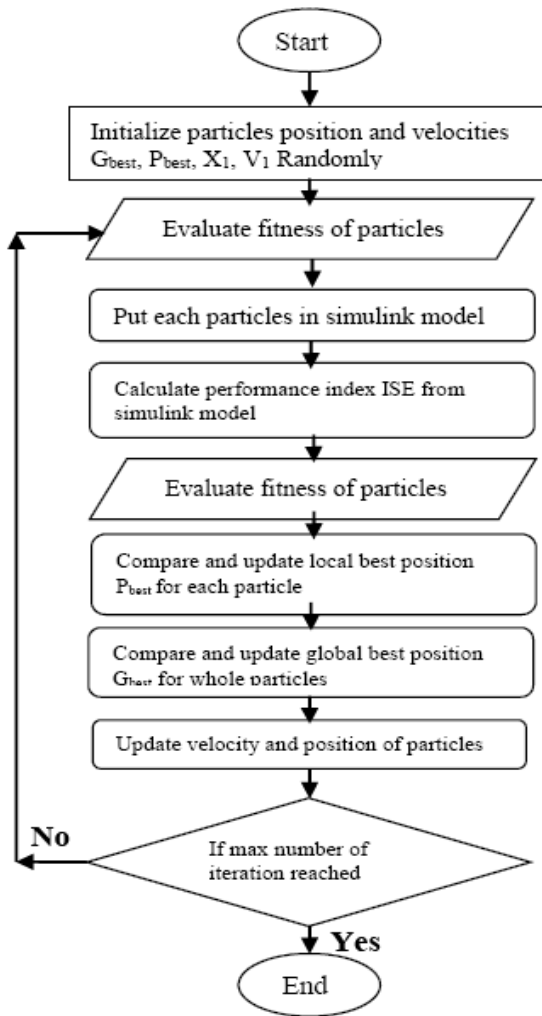 Start
Initialize particles position and velocities
Gbest, Pbest, X1, V1 Randomly
Evaluate fitness of particles
Put each particles in simulink model
Calculate performance index ISE from
simulink model
Evaluate fitness of particles
Compare and update local best position
Pbest for each particle
Compare and update global best position
Gbest for whole particles
Update velocity and position of particles
If max number of
iteration reached
No
Yes
End